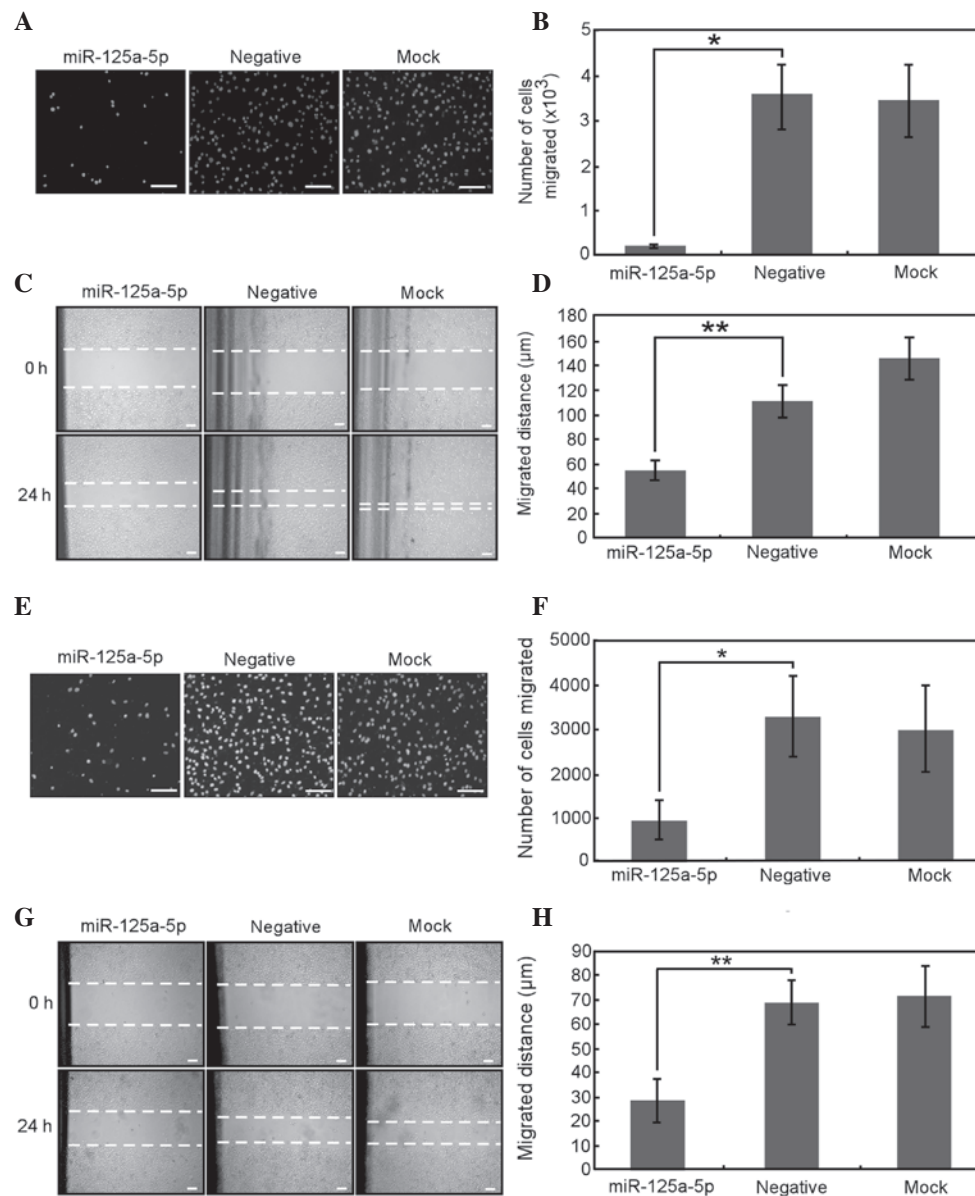 A
miR-125a-5p Negative Mock
B
Number of cells migrated (x10³)
5
4
3
2
1
0
*
miR-125a-5p Negative Mock
C
miR-125a-5p Negative Mock
0 h
24 h
D
Migrated distance (µm)
180
160
140
120
100
80
60
40
20
0
**
miR-125a-5p Negative Mock
E
miR-125a-5p Negative Mock
F
Number of cells migrated
5000
4000
3000
2000
1000
0
*
miR-125a-5p Negative Mock
G
miR-125a-5p Negative Mock
0 h
24 h
H
Migrated distance (µm)
90
80
70
60
50
40
30
20
10
0
**
miR-125a-5p Negative Mock